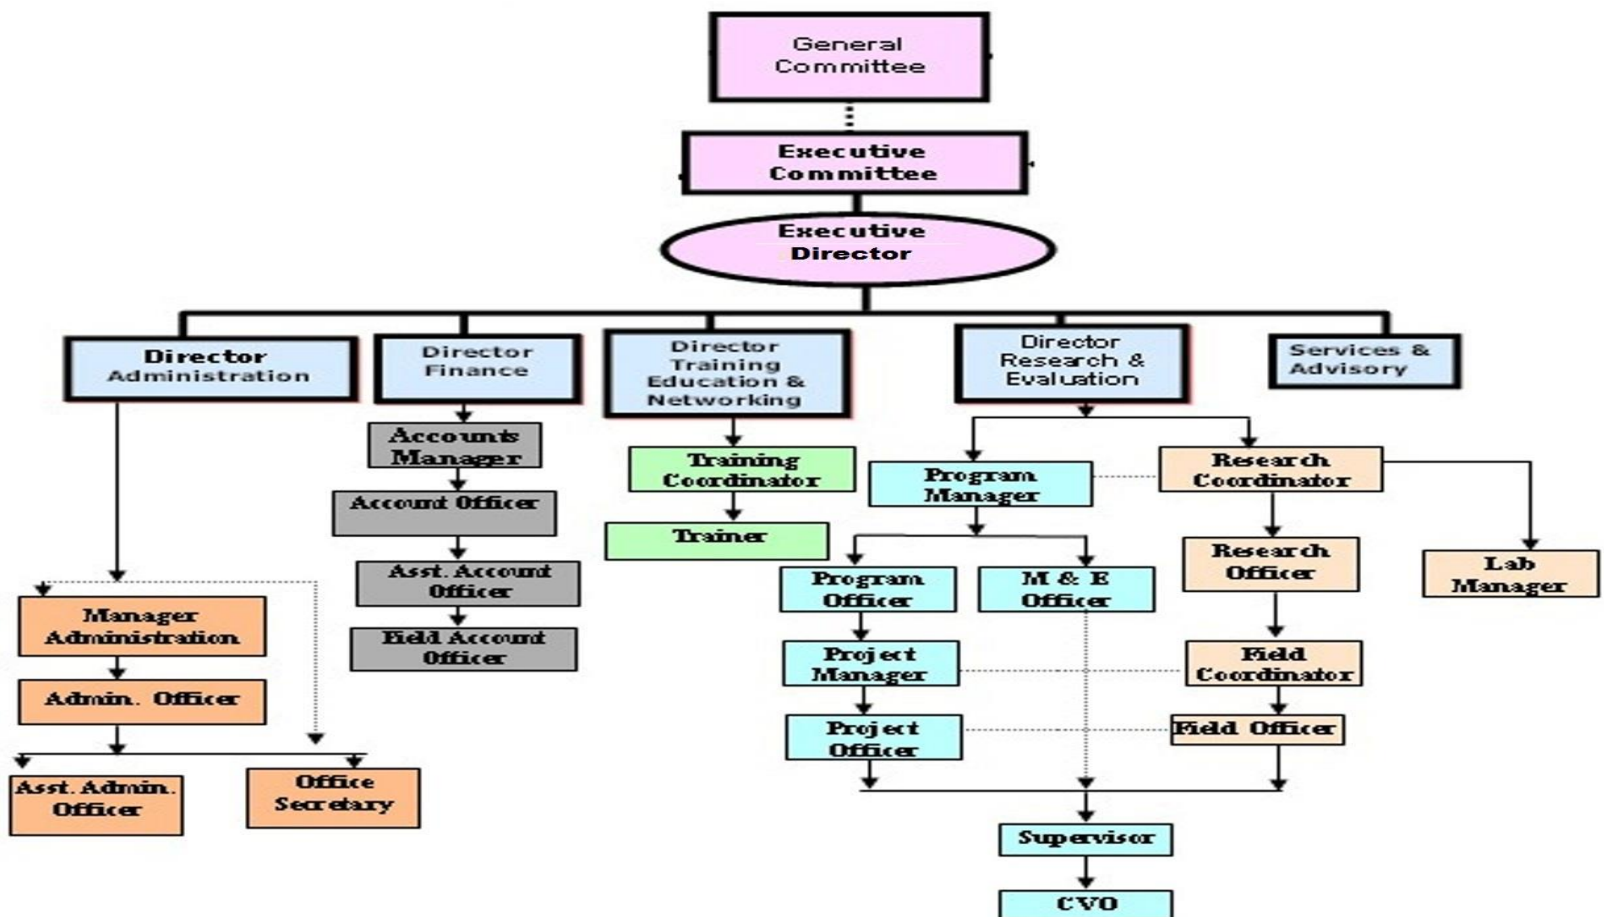 General
Committee
Executive
Committee
Executive
Director
Director
Administration
Director
Finance
Director
Training
Education &
Networking
Director
Research &
Evaluation
Services &
Advisory
Accounts
Manager
Account Officer
Asst. Account
Officer
Field Account
Officer
Training
Coordinator
Trainer
Program
Manager
Research
Coordinator
Program
Officer
M & E
Officer
Research
Officer
Lab
Manager
Manager
Administration
Admin. Officer
Asst. Admin.
Officer
Office
Secretary
Project
Manager
Field
Coordinator
Project
Officer
Field Officer
Supervisor
CVO